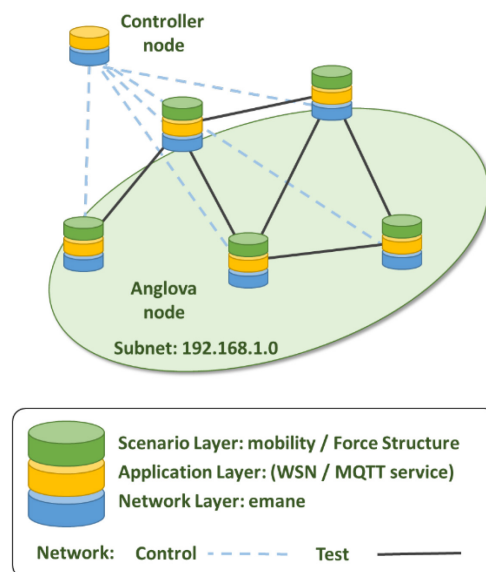 Controller
node
Anglova
node
Subnet: 192.168.1.0
Scenario Layer: mobility / Force Structure
Application Layer: (WSN / MQTT service)
Network Layer: emane
Network: Control Test